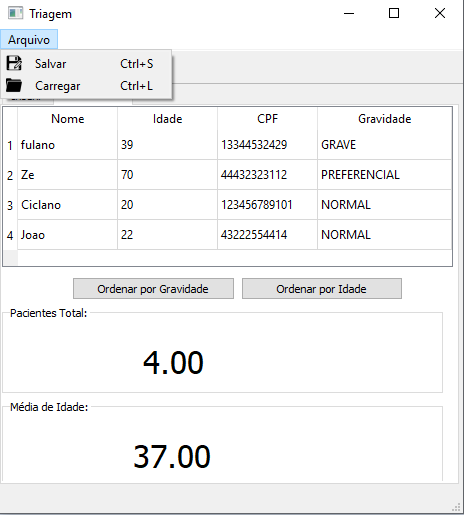 Triagem
Arquivo
Salvar Ctrl+S
Carregar Ctrl+L
Nome Idade CPF Gravidade
1 fulano 39 13344532429 GRAVE
2 Ze 70 44432323112 PREFERENCIAL
3 Ciclano 20 123456789101 NORMAL
4 Joao 22 43222554414 NORMAL
Ordenar por Gravidade Ordenar por Idade
Pacientes Total:
4.00
Média de Idade:
37.00